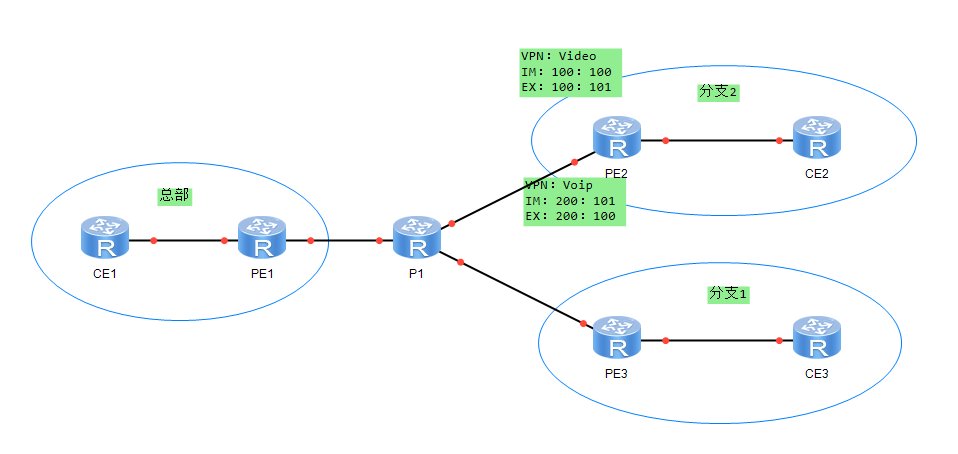 VPN：Video
IM：100：100
EX：100：101
分支2
R
PE2
R
CE2
总部
R
CE1
R
PE1
R
P1
VPN：Voip
IM：200：101
EX：200：100
分支1
R
PE3
R
CE3